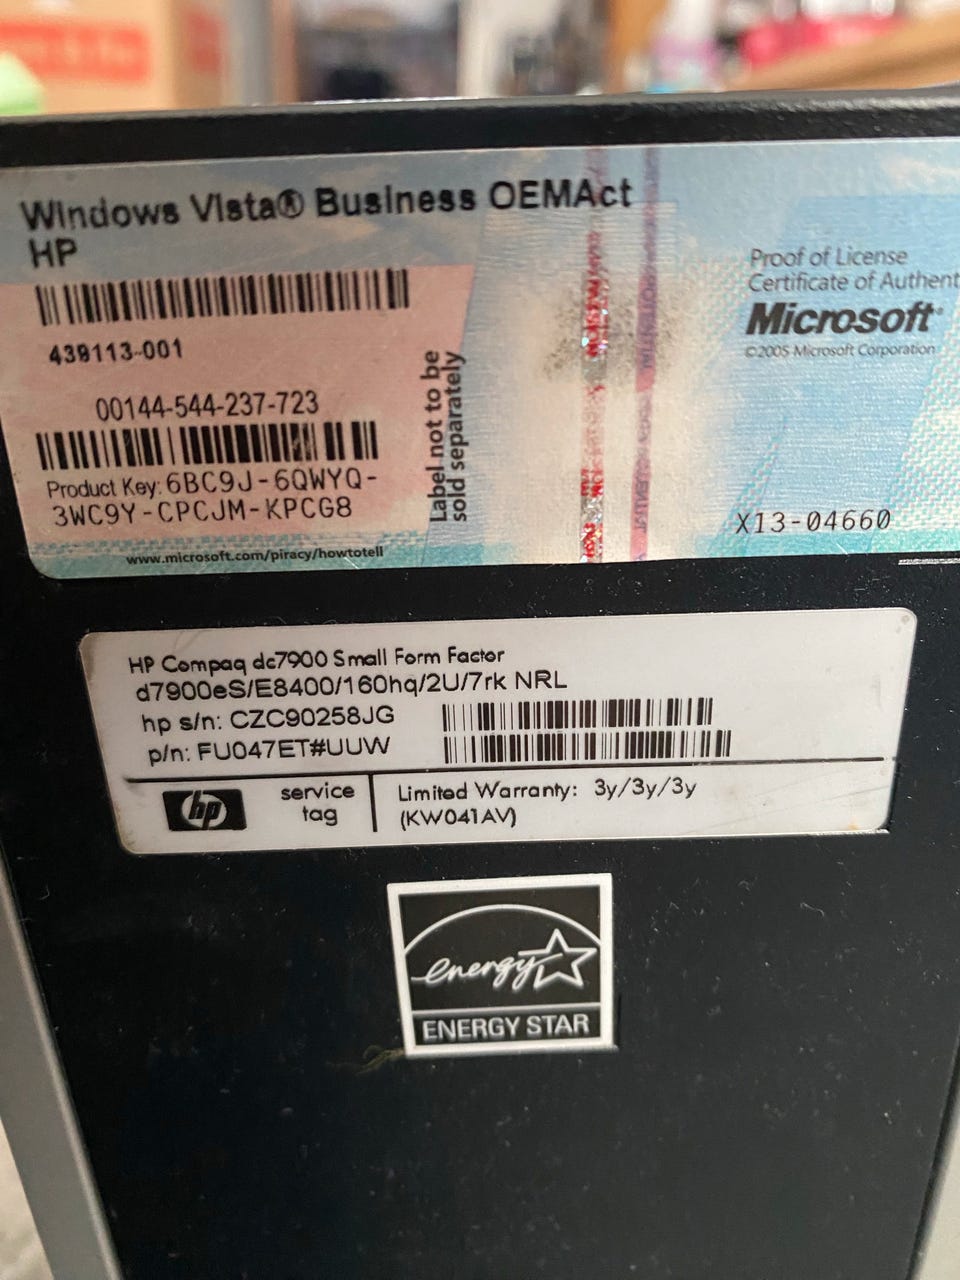 Windows Vista® Business OEMAct
HP
439113-001
00144-544-237-723
Product Key: 6BC9J-6QWYQ-
3WC9Y-CPCJM-KPCG8
www.microsoft.com/piracy/howtotell
Label not to be
sold separately
Proof of License
Certificate of Authent
Microsoft®
©2005 Microsoft Corporation
X13-04660
HP Compaq dc7900 Small Form Factor
d7900eS/E8400/160hq/2U/7rk NRL
hp s/n: CZC90258JG
p/n: FU047ET#UUW
hp
service
tag
Limited Warranty: 3y/3y/3y
(KW041AV)
energy
ENERGY STAR